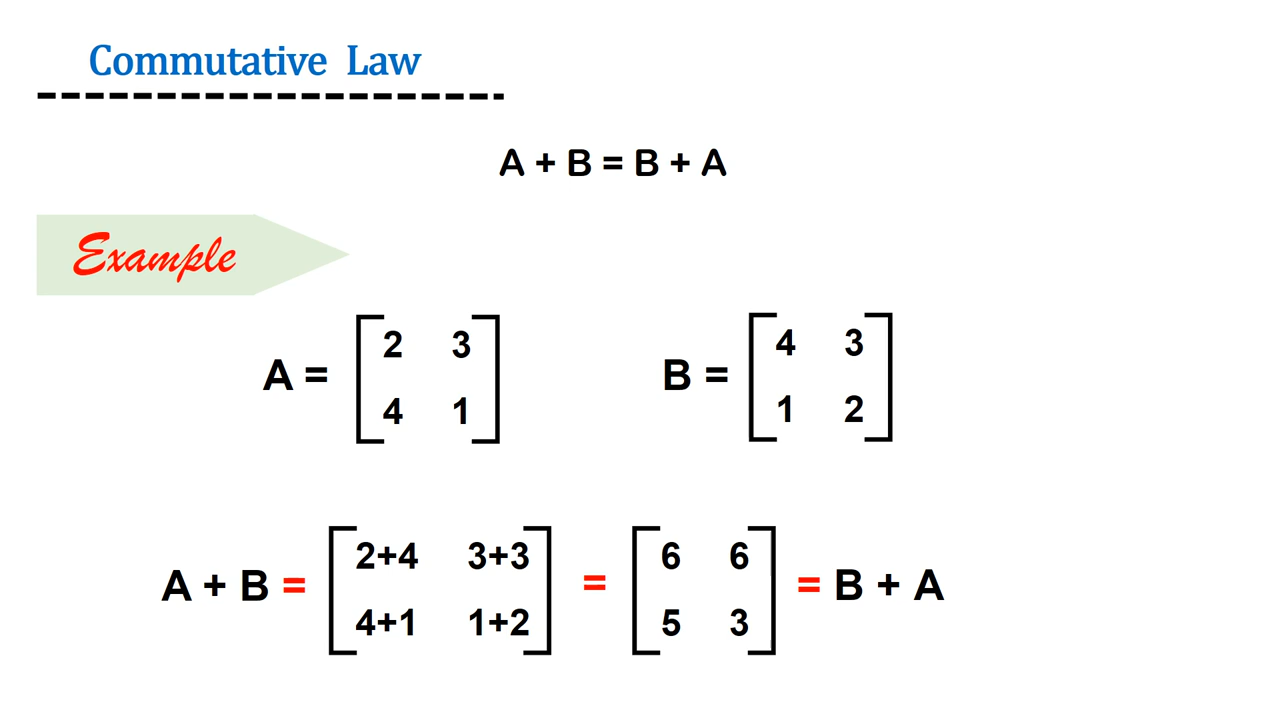 Commutative Law
A + B = B + A
Example
A = [2 3
4 1]
B = [4 3
1 2]
A + B = [2+4 3+3
4+1 1+2] = [6 6
5 3] = B + A